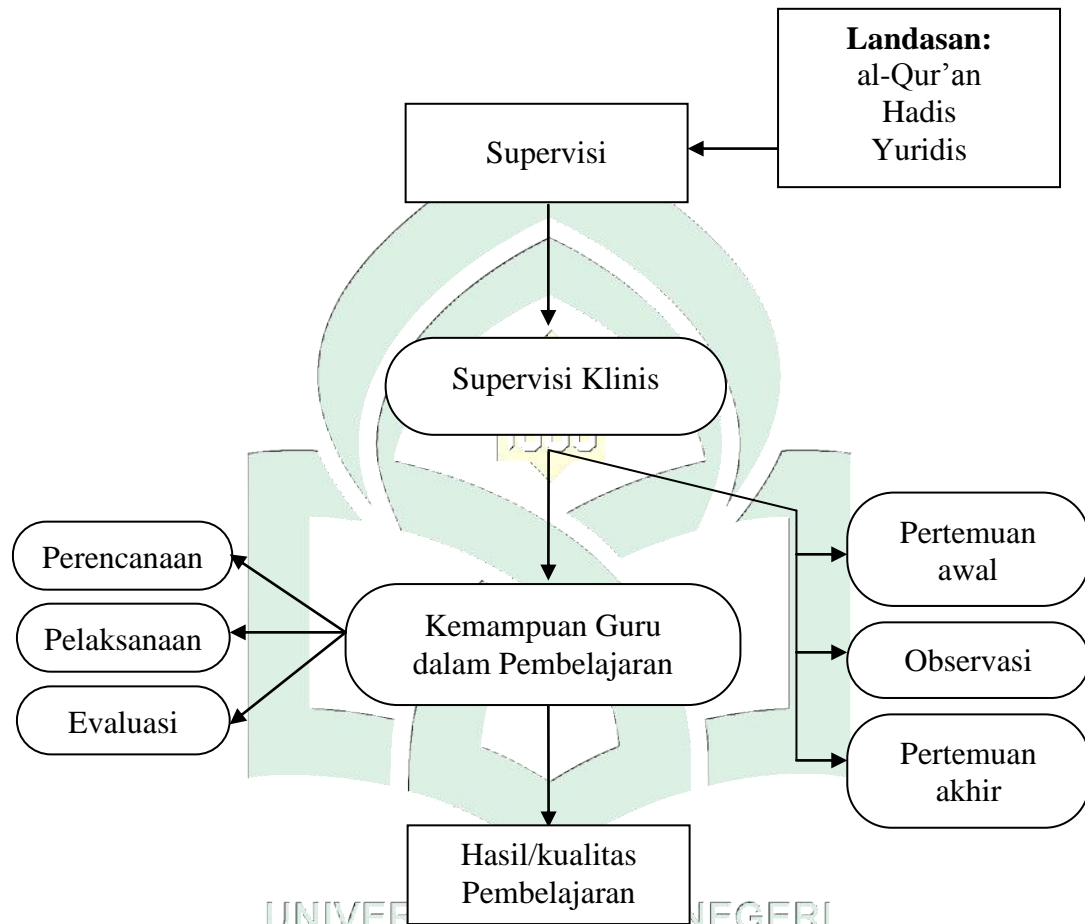 Landasan:
al-Qur'an
Hadis
Yuridis
Supervisi
Supervisi Klinis
Perencanaan
Pelaksanaan
Evaluasi
Kemampuan Guru
dalam Pembelajaran
Pertemuan
awal
Observasi
Pertemuan
akhir
Hasil/kualitas
Pembelajaran